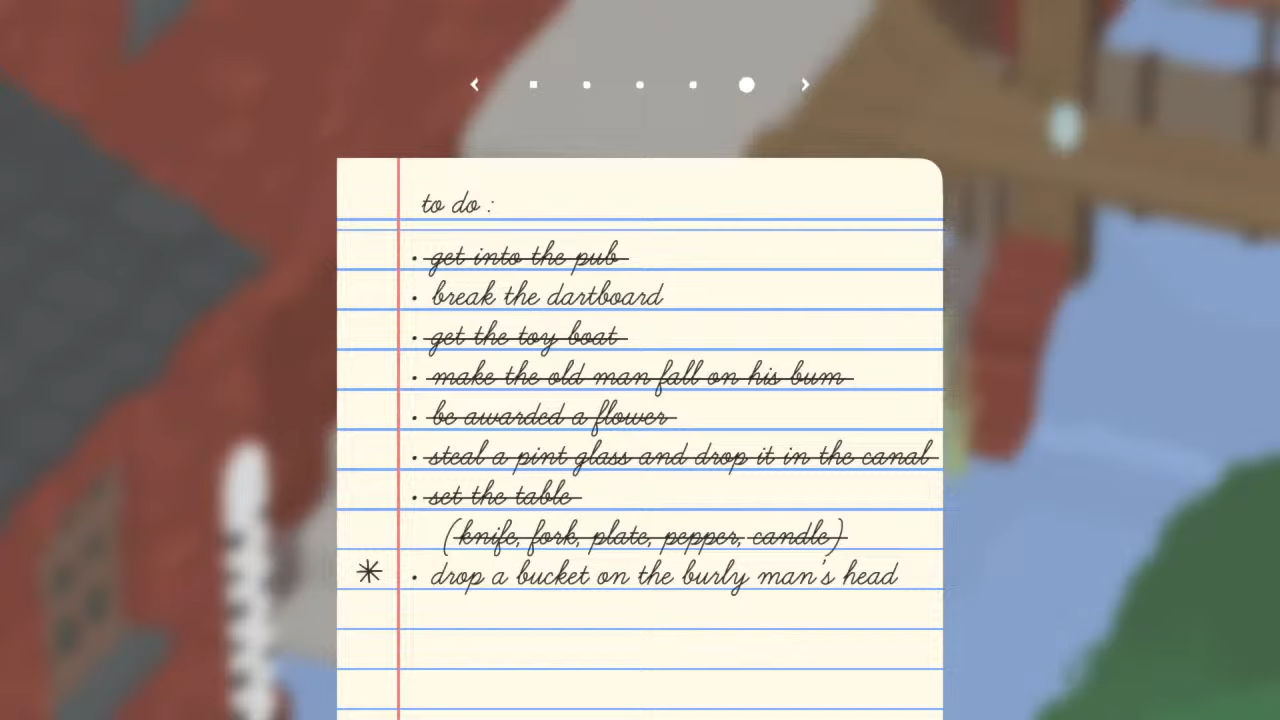 to do :
• get into the pub
• break the dartboard
• get the toy boat
• make the old man fall on his bum
• be awarded a flower
• steal a pint glass and drop it in the canal
• set the table
(knife, fork, plate, pepper, candle)
* • drop a bucket on the burly man's head